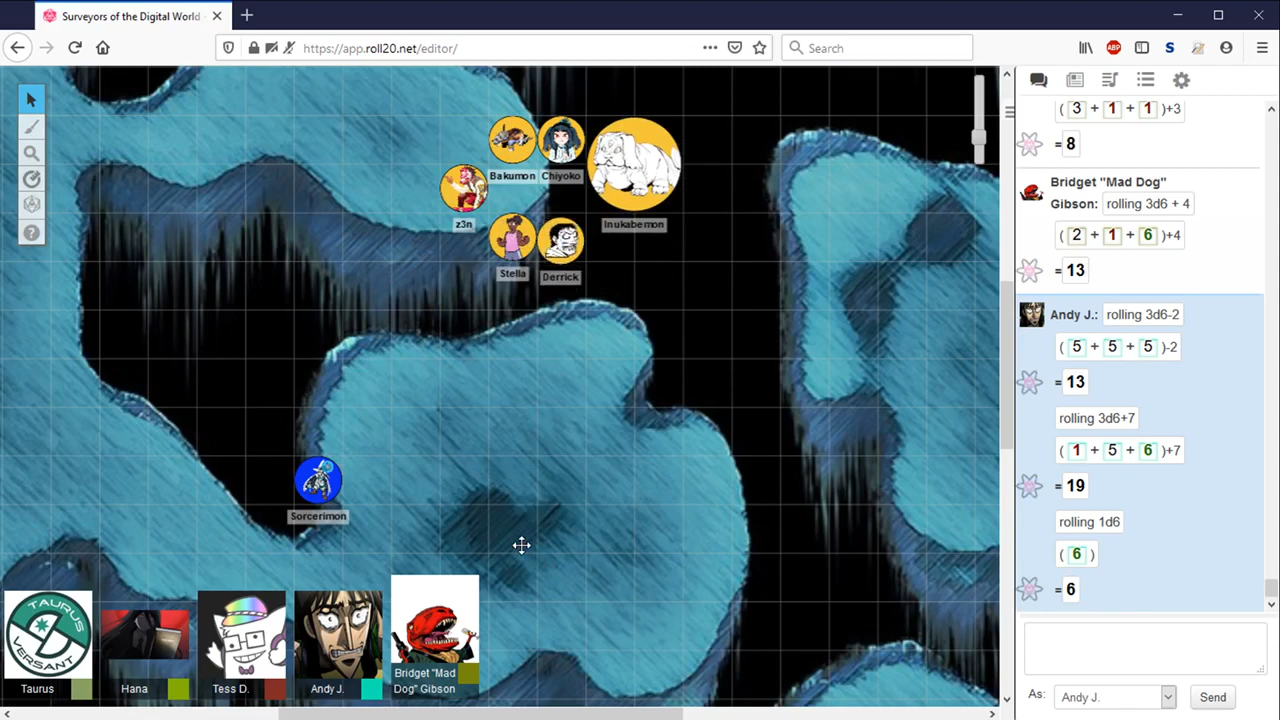 Surveyors of the Digital World
https://app.roll20.net/editor/
Search
ABP
S
Bakumon
Chiyoko
z3n
Inukabemon
Stella
Derrick
Sorcerimon
TAURUS
VERSANT
Taurus
Hana
Tess D.
Andy J.
Bridget "Mad
Dog" Gibson
( 3 + 1 + 1 )+3
= 8
Bridget "Mad Dog"
Gibson: rolling 3d6 + 4
( 2 + 1 + 6 )+4
= 13
Andy J.: rolling 3d6-2
( 5 + 5 + 5 )-2
= 13
rolling 3d6+7
( 1 + 5 + 6 )+7
= 19
rolling 1d6
( 6 )
= 6
As: Andy J. Send